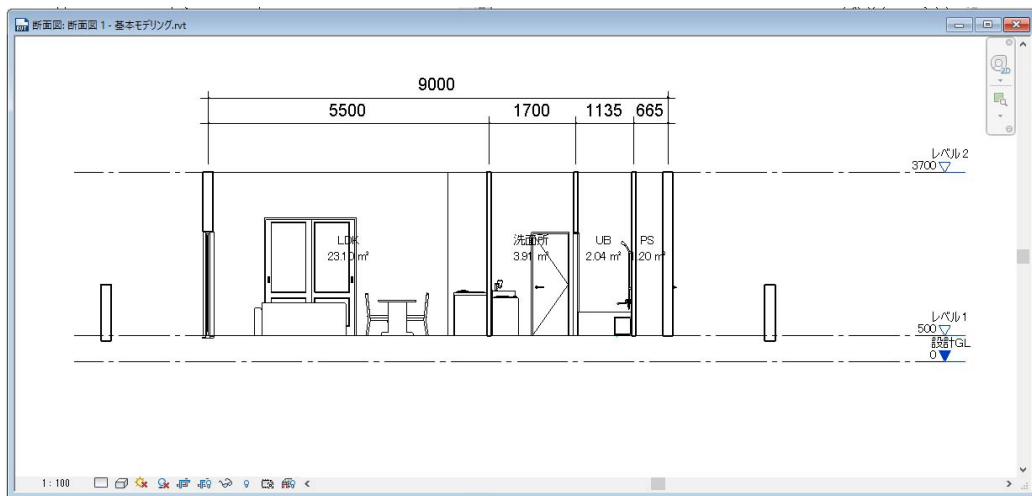 断面図: 断面図 1 - 基本モデリング.rvt
2D
9000
5500 1700 1135 665
レベル 2
3700
LDK 洗面所 UB PS
23.10 m² 3.91 m² 2.04 m² .20 m²
レベル 1
500
設計GL
0
1 : 100